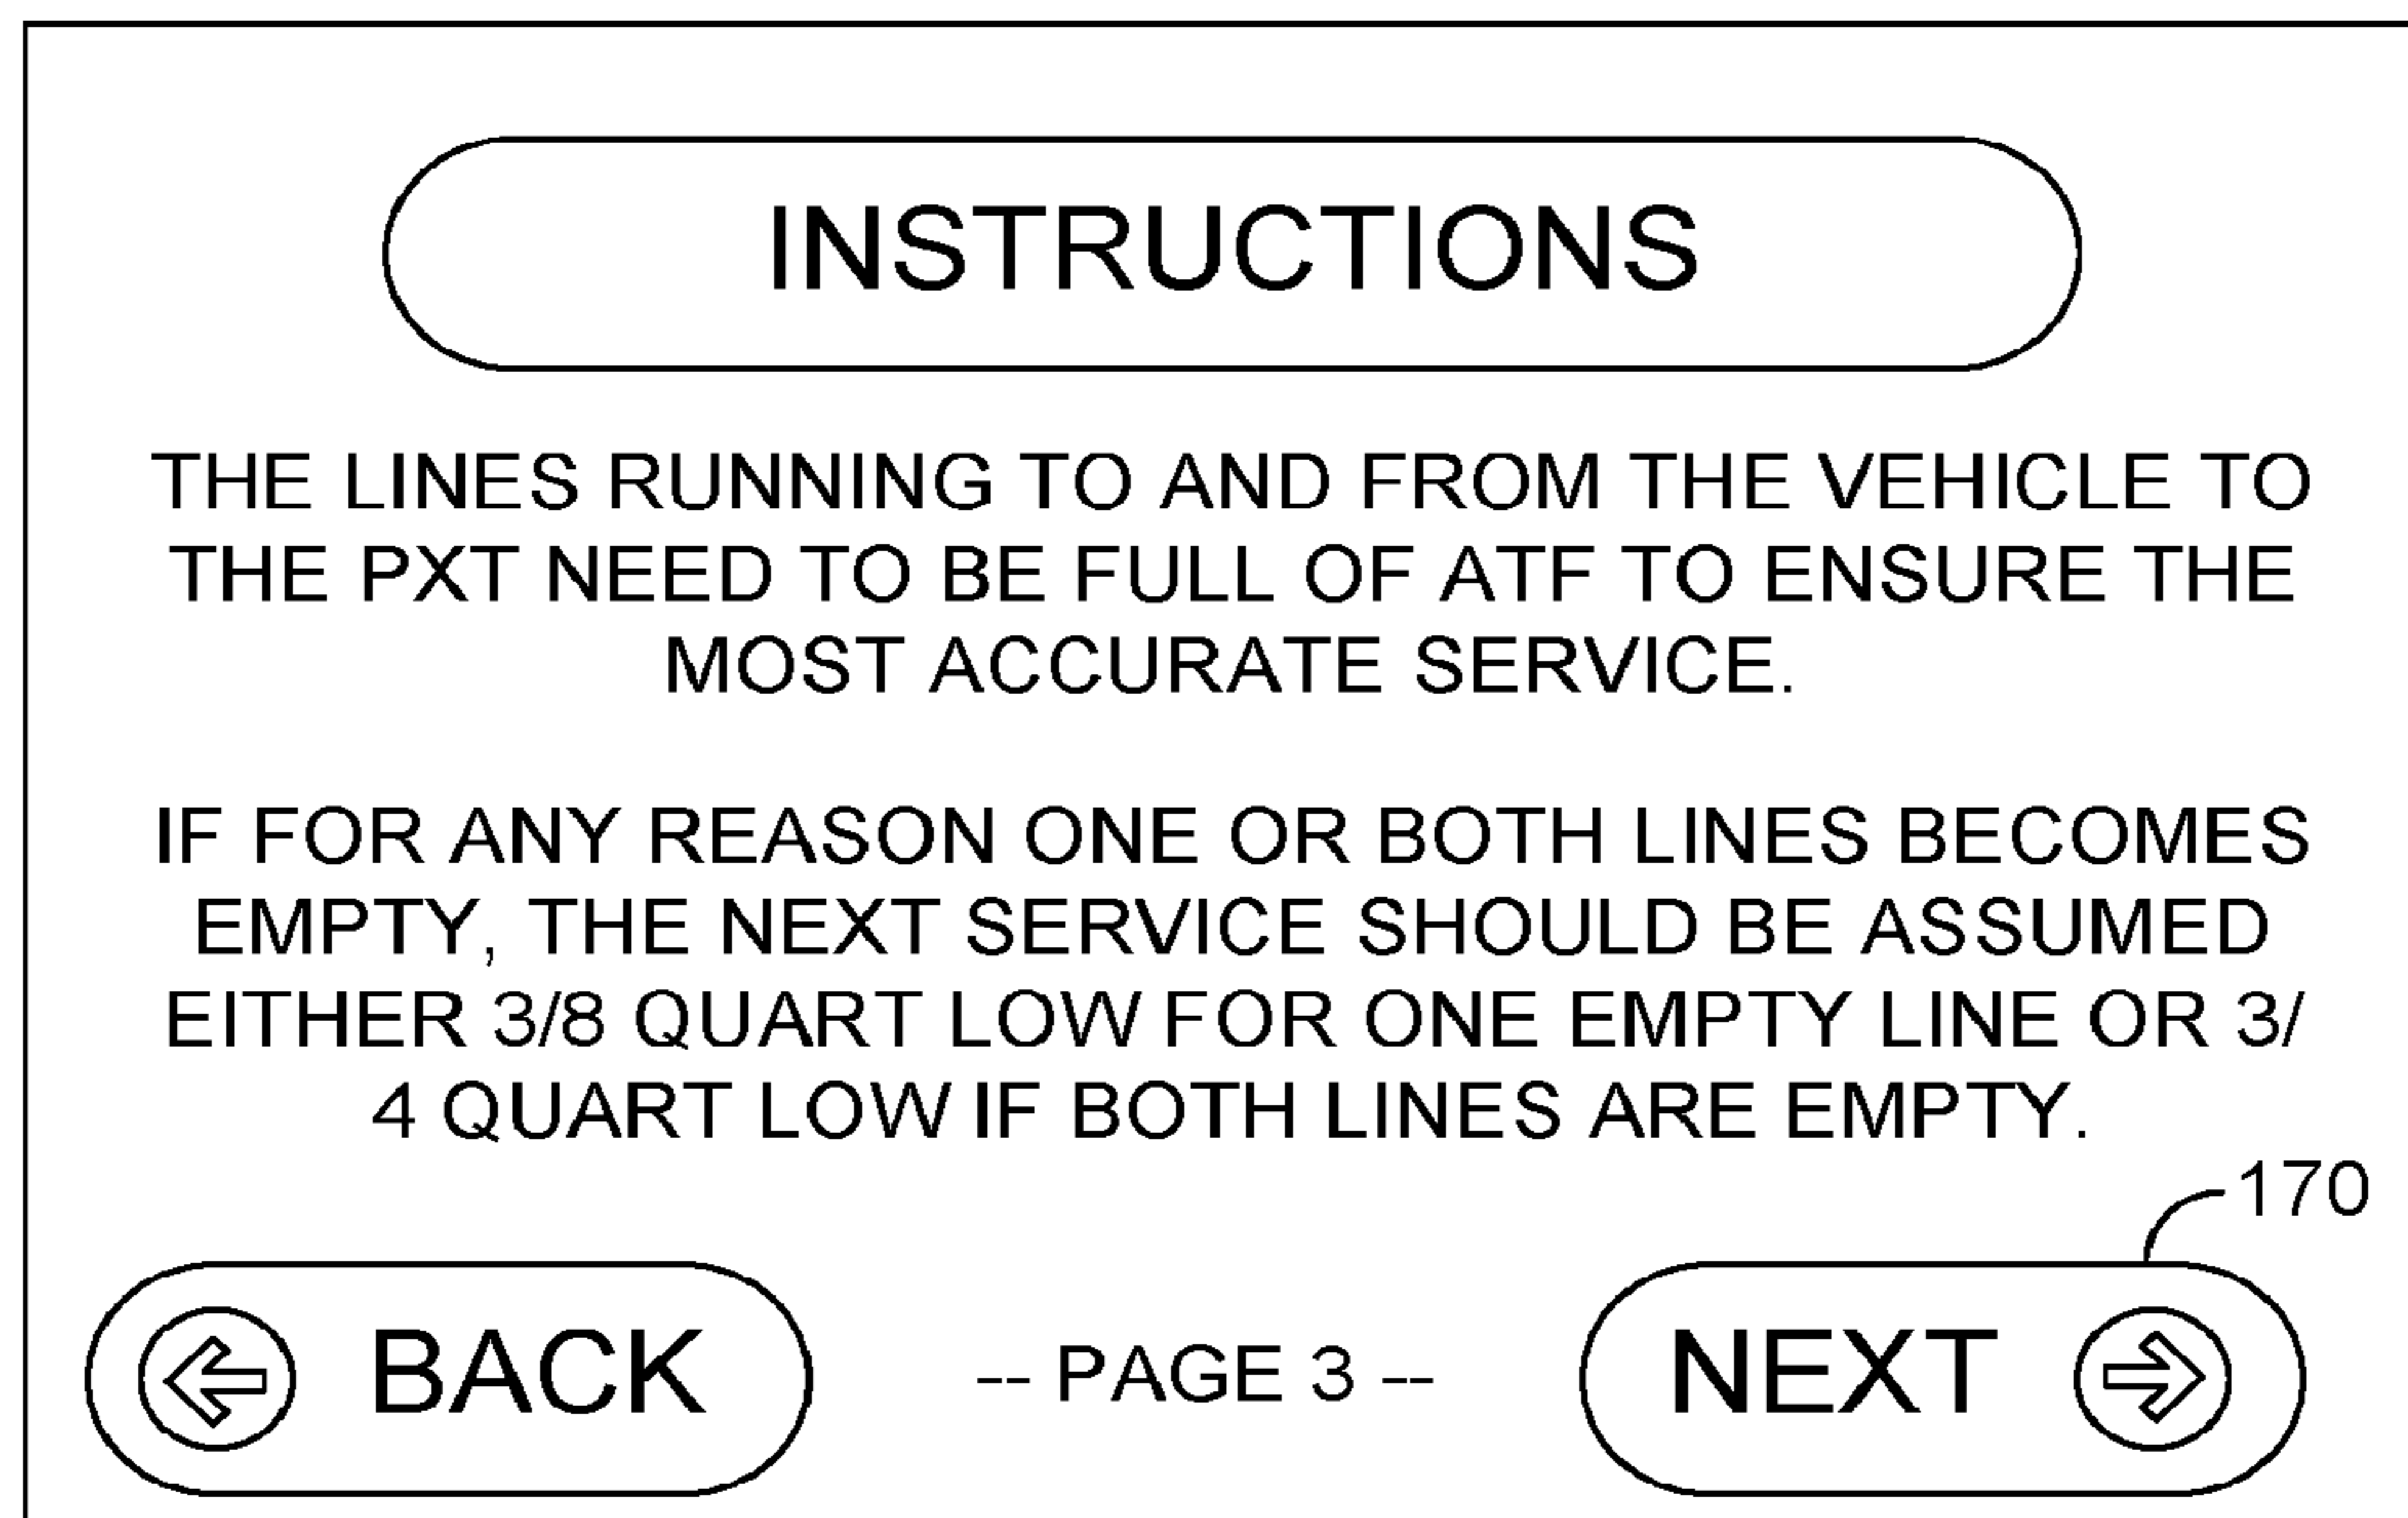 INSTRUCTIONS
THE LINES RUNNING TO AND FROM THE VEHICLE TO
THE PXT NEED TO BE FULL OF ATF TO ENSURE THE
MOST ACCURATE SERVICE.
IF FOR ANY REASON ONE OR BOTH LINES BECOMES
EMPTY, THE NEXT SERVICE SHOULD BE ASSUMED
EITHER 3/8 QUART LOW FOR ONE EMPTY LINE OR 3/
4 QUART LOW IF BOTH LINES ARE EMPTY.
170
BACK -- PAGE 3 -- NEXT